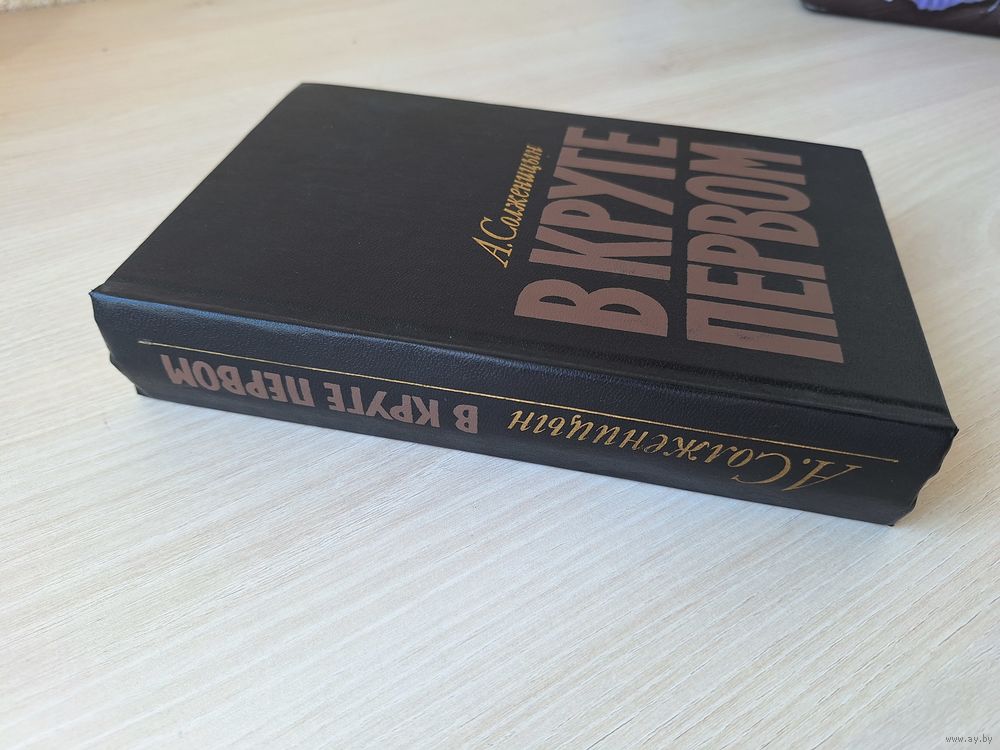 А. Солженицын
В КРУГЕ
ПЕРВОМ
А. Солженицын
В КРУГЕ ПЕРВОМ
www.ay.by